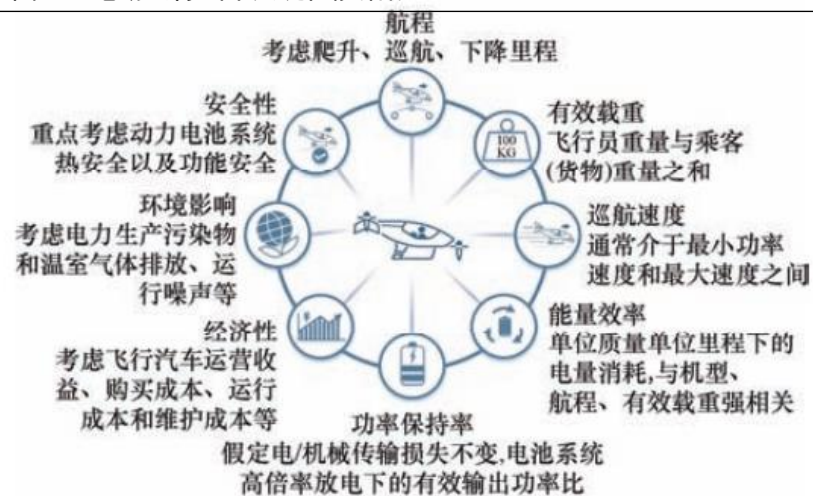 航程
考虑爬升、巡航、下降里程
安全性
重点考虑动力电池系统
热安全以及功能安全
100
KG
有效载重
飞行员重量与乘客
(货物)重量之和
环境影响
考虑电力生产污染物
和温室气体排放、运
行噪声等
巡航速度
通常介于最小功率
速度和最大速度之间
经济性
考虑飞行汽车运营收
益、购买成本、运行
成本和维护成本等
能量效率
单位质量单位里程下的
电量消耗,与机型、
航程、有效载重强相关
功率保持率
假定电/机械传输损失不变,电池系统
高倍率放电下的有效输出功率比